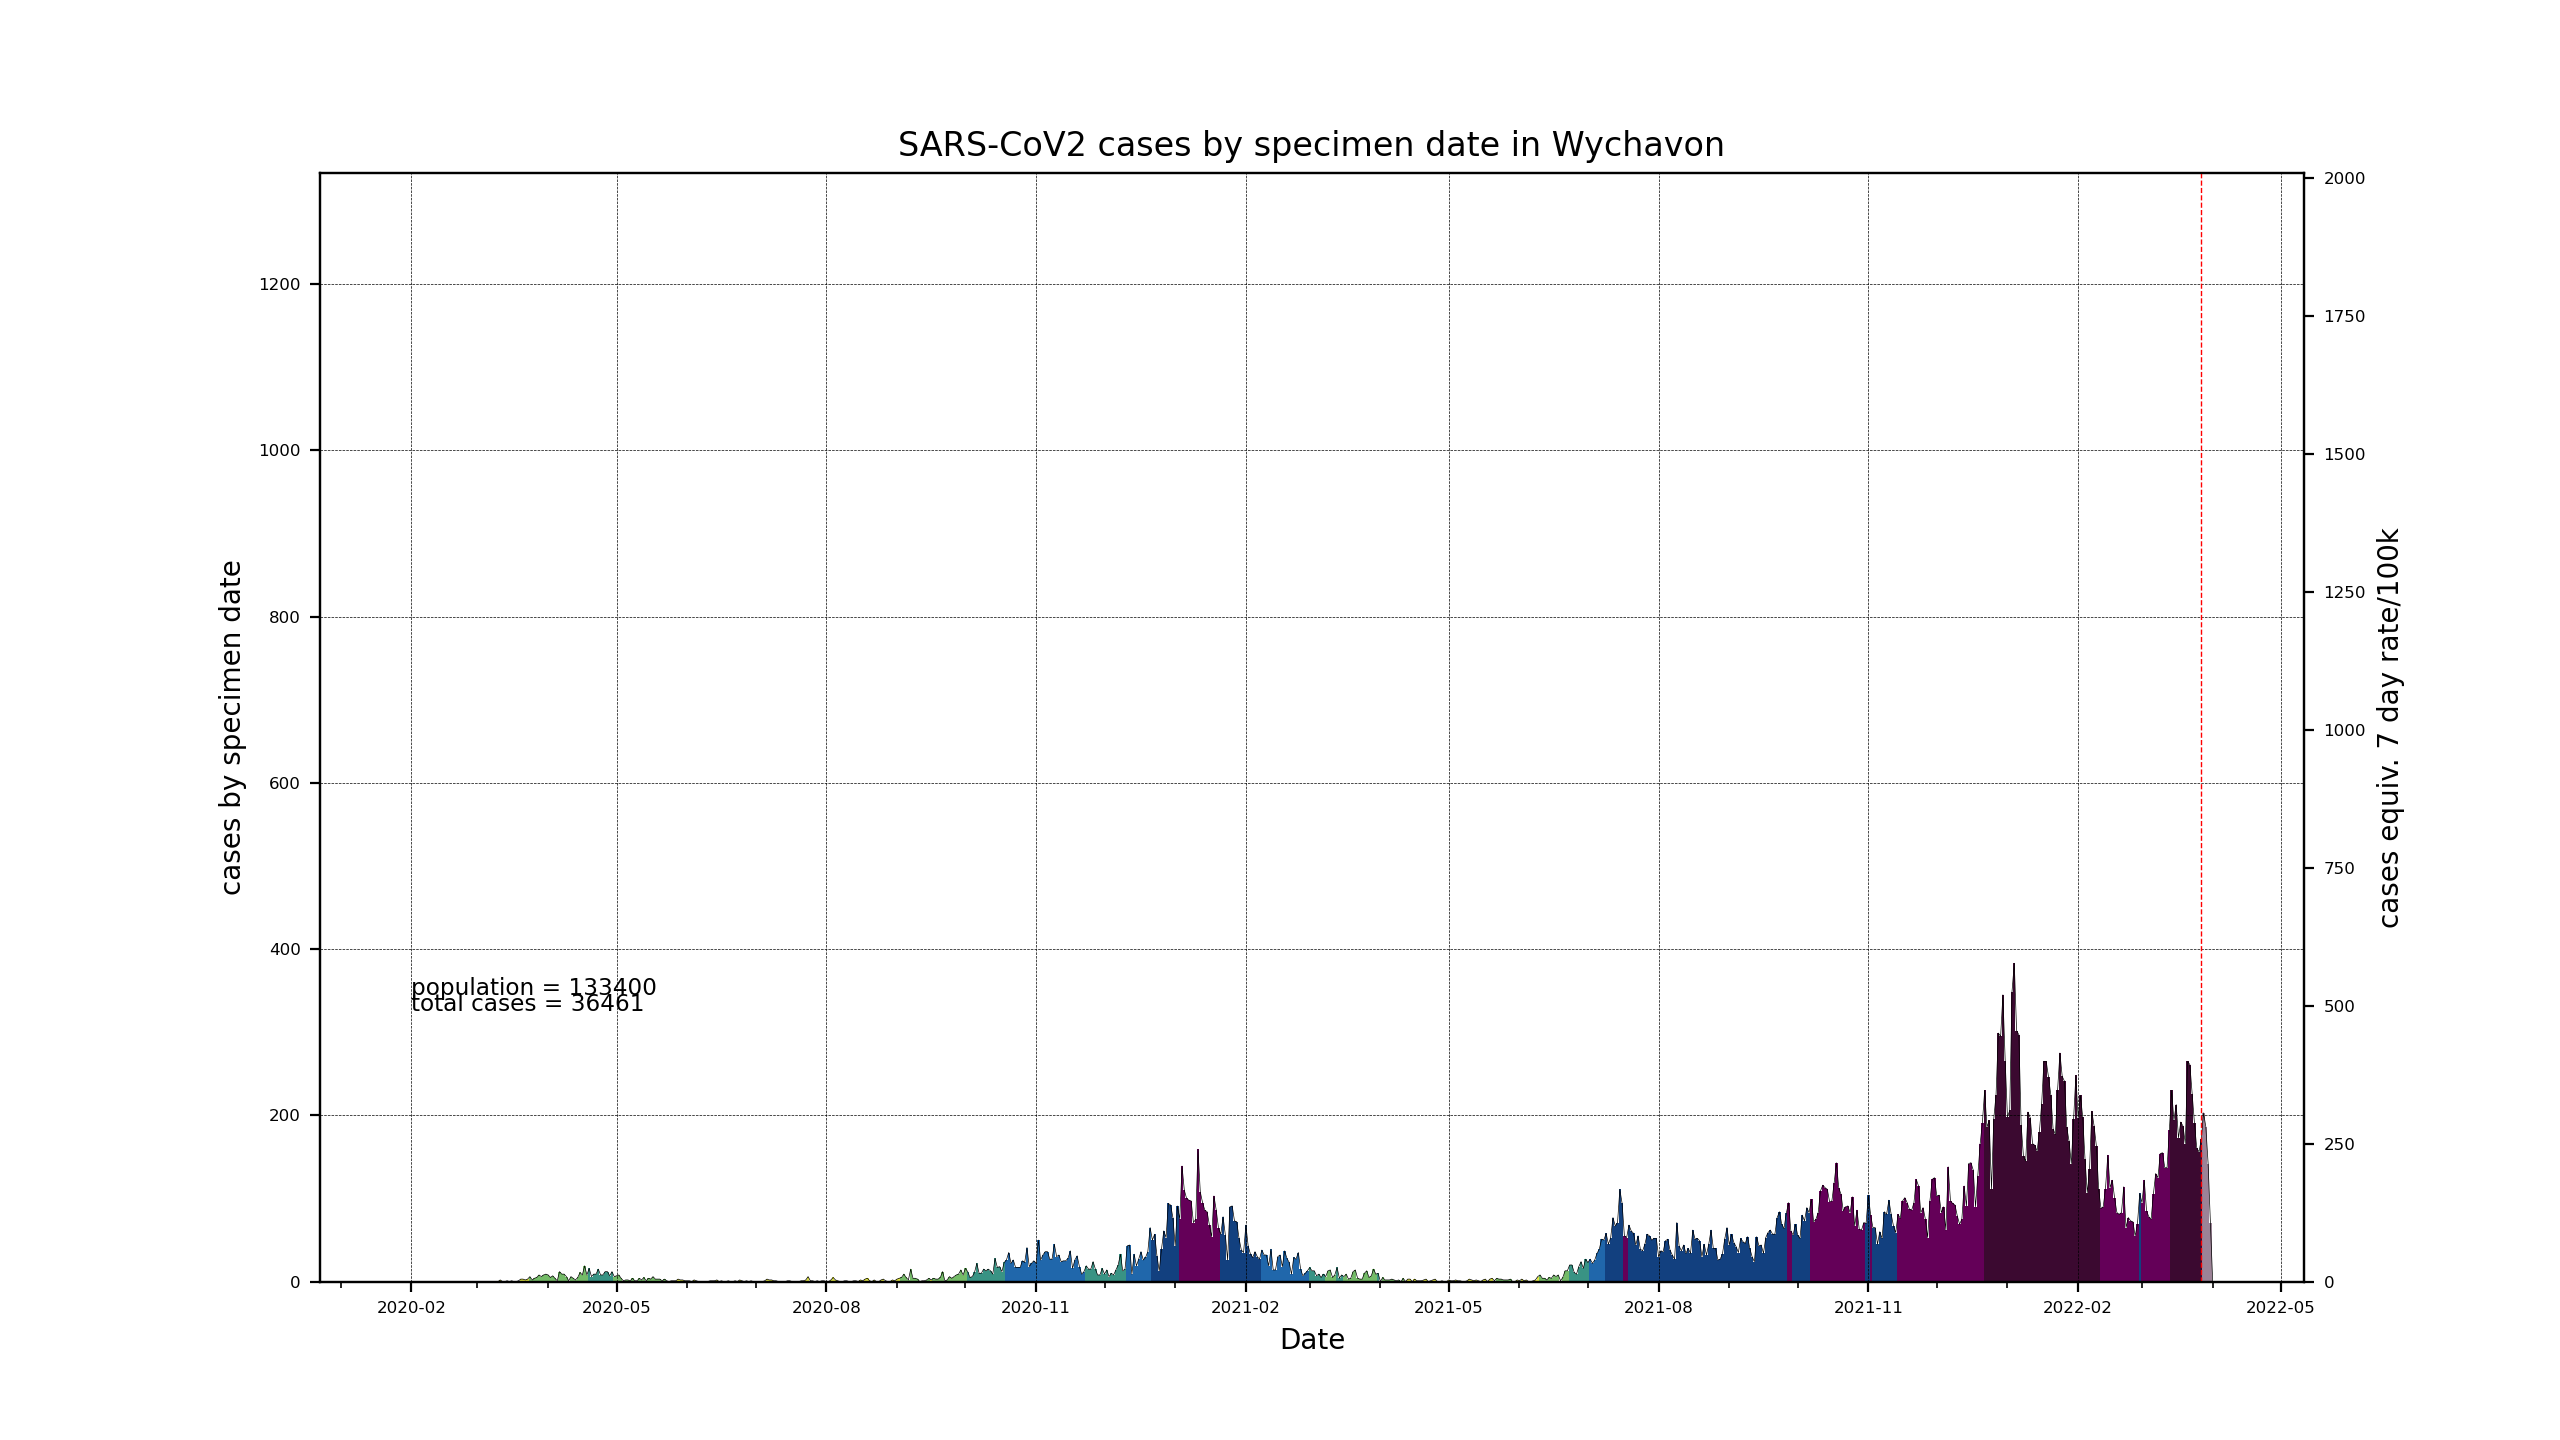 SARS-CoV2 cases by specimen date in Wychavon
cases by specimen date
1200
1000
800
600
400
200
0
population = 133400
total cases = 36461
2000
1750
1500
1250
1000
750
500
250
0
cases equiv. 7 day rate/100k
2020-02 2020-05 2020-08 2020-11 2021-02 2021-05 2021-08 2021-11 2022-02 2022-05
Date